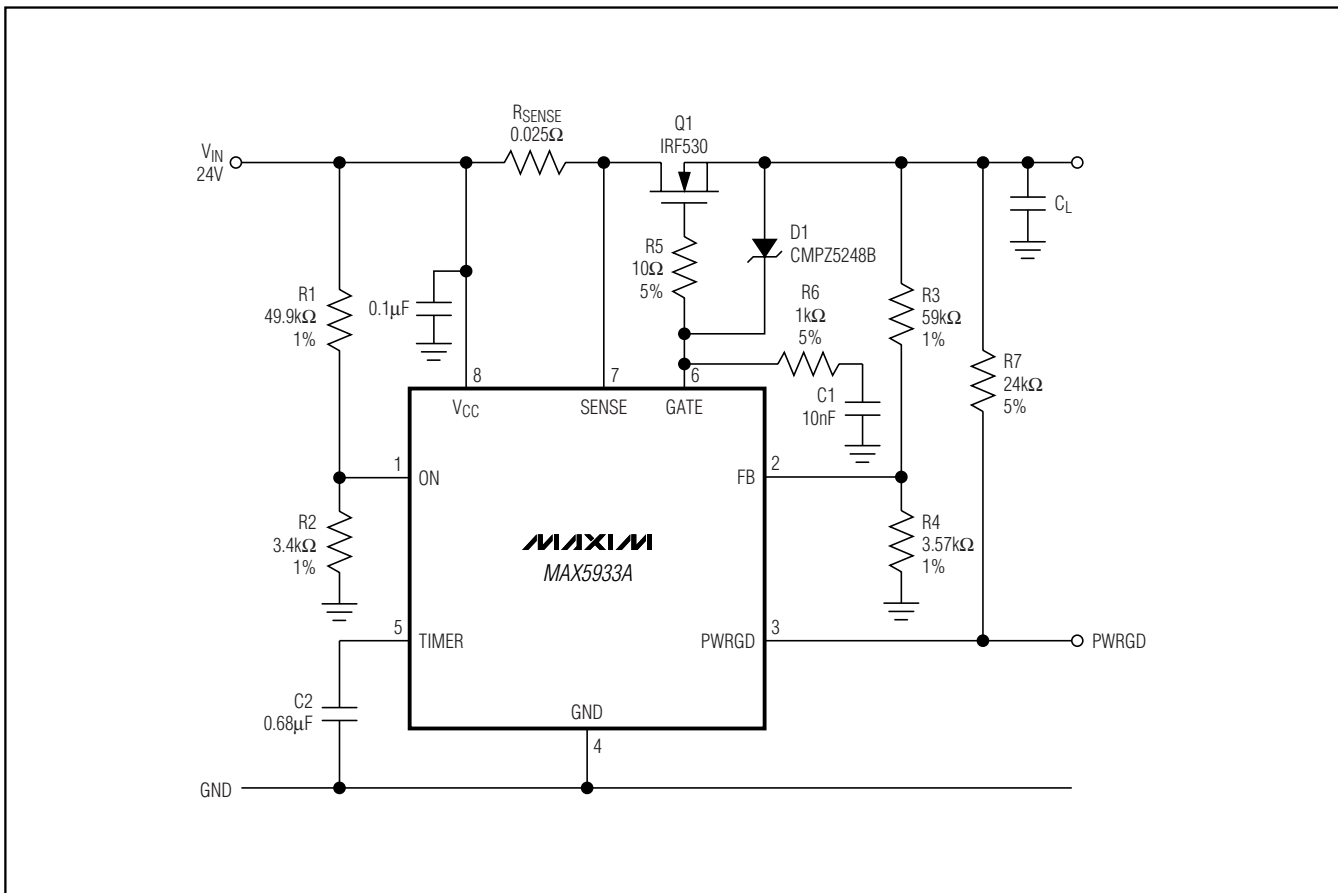 RSENSE
0.025Ω
Q1
IRF530
VIN
24V
CL
D1
CMPZ5248B
R5
10Ω
5%
R6
1kΩ
5%
R3
59kΩ
1%
R1
49.9kΩ
1%
0.1µF
R7
24kΩ
5%
8
7
6
C1
10nF
VCC
SENSE
GATE
1
ON
2
FB
R2
3.4kΩ
1%
R4
3.57kΩ
1%
MAXIM
MAX5933A
5
TIMER
3
PWRGD
PWRGD
C2
0.68µF
GND
4
GND